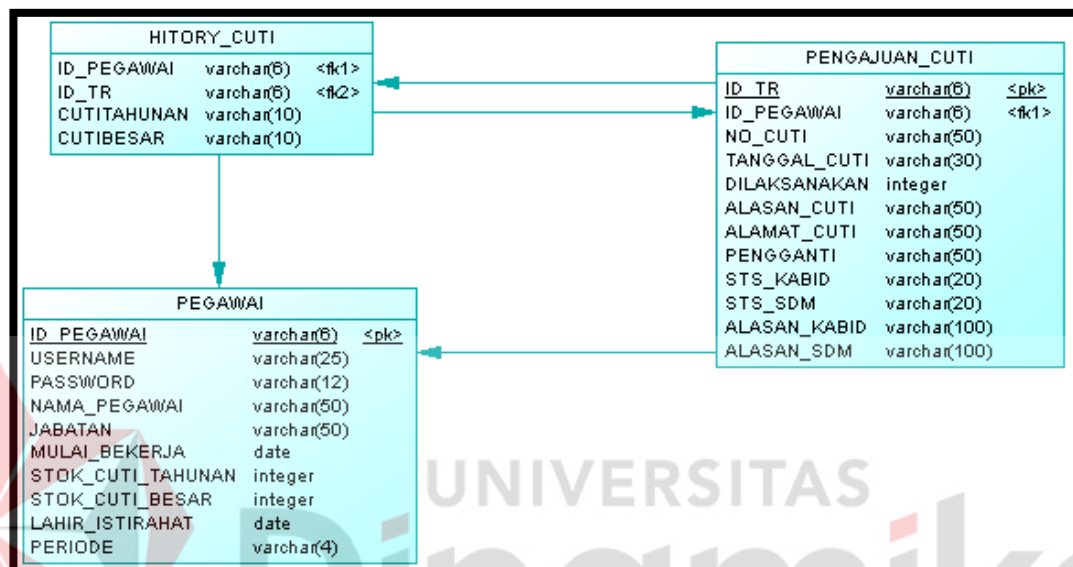 HITORY_CUTI
ID_PEGAWAI varchar(6) <fk1>
ID_TR varchar(6) <fk2>
CUTITAHUNAN varchar(10)
CUTIBESAR varchar(10)
PENGAJUAN_CUTI
ID_TR varchar(6) <pk>
ID_PEGAWAI varchar(6) <fk1>
NO_CUTI varchar(50)
TANGGAL_CUTI varchar(30)
DILAKSANAKAN integer
ALASAN_CUTI varchar(50)
ALAMAT_CUTI varchar(50)
PENGGANTI varchar(50)
STS_KABID varchar(20)
STS_SDM varchar(20)
ALASAN_KABID varchar(100)
ALASAN_SDM varchar(100)
PEGAWAI
ID_PEGAWAI varchar(6) <pk>
USERNAME varchar(25)
PASSWORD varchar(12)
NAMA_PEGAWAI varchar(50)
JABATAN varchar(50)
MULAI_BEKERJA date
STOK_CUTI_TAHUNAN integer
STOK_CUTI_BESAR integer
LAHIR_ISTIRAHAT date
PERIODE varchar(4)
UNIVERSITAS
Dinamika